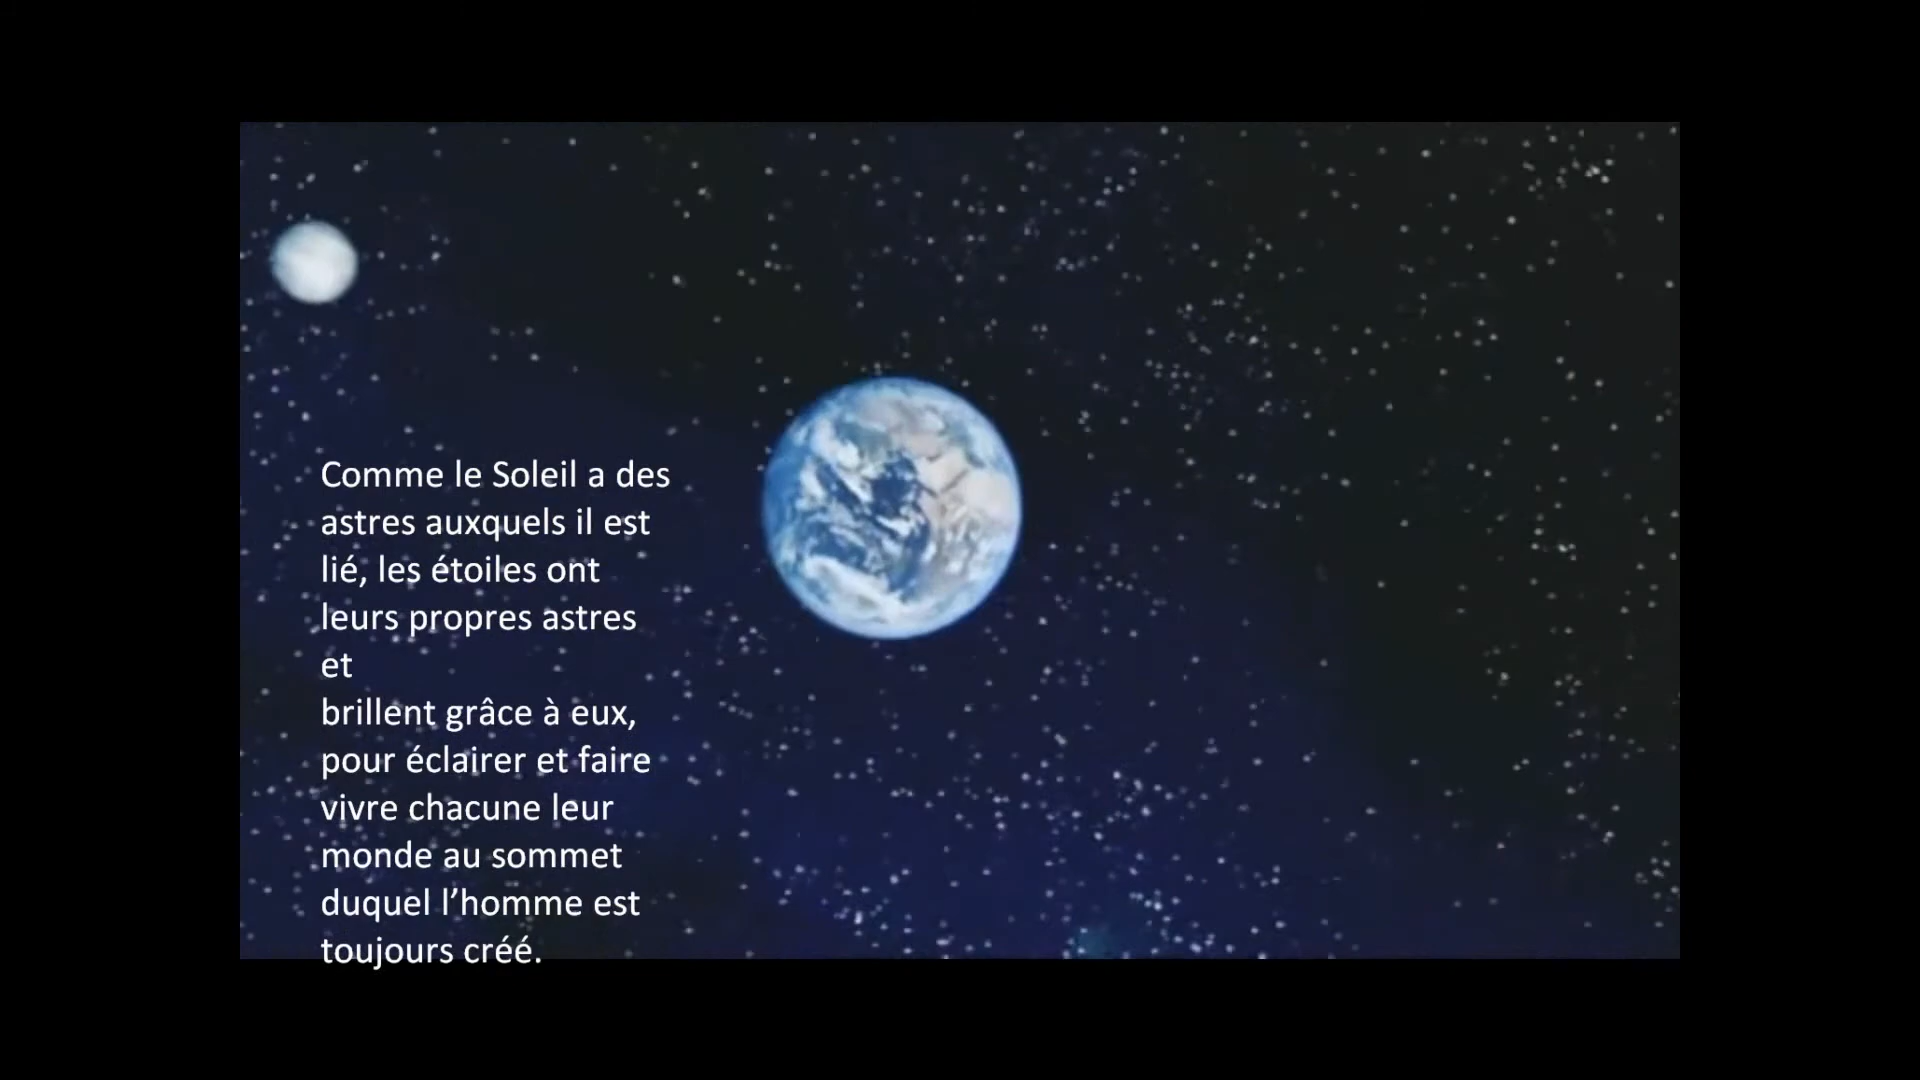 Comme le Soleil a des
astres auxquels il est
lié, les étoiles ont
leurs propres astres
et
brillent grâce à eux,
pour éclairer et faire
vivre chacune leur
monde au sommet
duquel l’homme est
toujours créé.